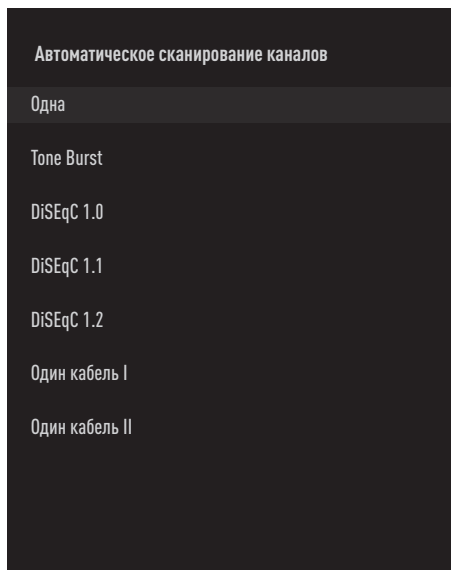 Автоматическое сканирование каналов
Одна
Tone Burst
DiSEqC 1.0
DiSEqC 1.1
DiSEqC 1.2
Один кабель I
Один кабель II